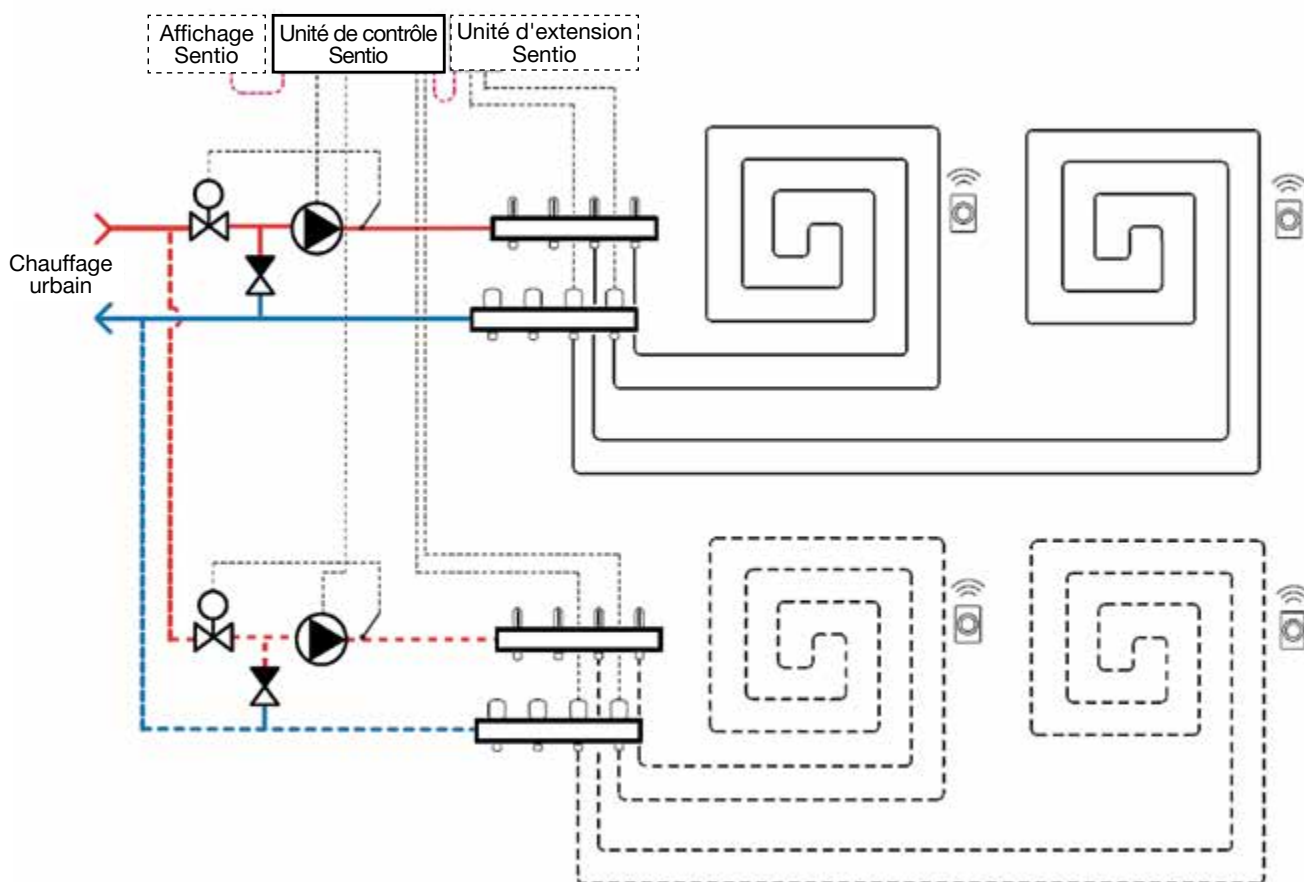 Affichage
Sentio
Unité de contrôle
Sentio
Unité d'extension
Sentio
Chauffage
urbain